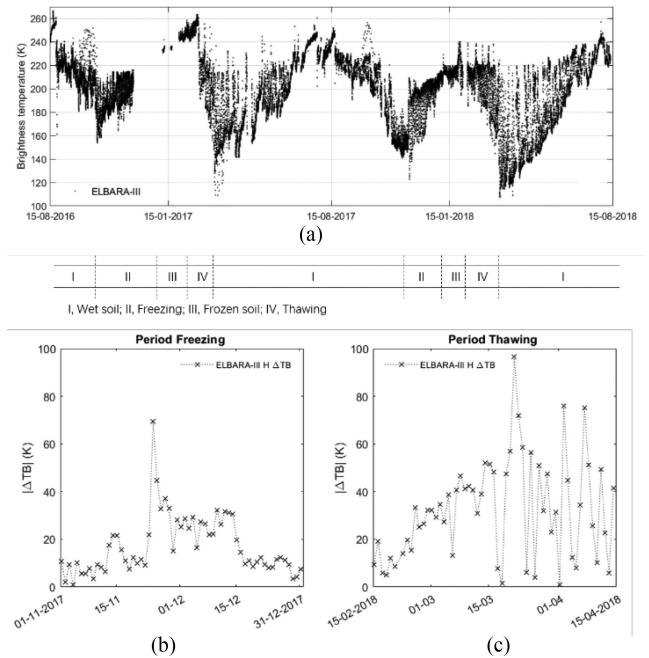 260
240
220
200
180
160
140
120
100
Brightness temperature (K)
ELBARA-III
15-08-2016
15-01-2017
15-08-2017
15-01-2018
15-08-2018
(a)
I II III IV I II III IV I
I, Wet soil; II, Freezing; III, Frozen soil; IV, Thawing
Period Freezing
100
80
60
40
20
0
|ΔTB| (K)
ELBARA-III H ΔTB
01-11-2017
15-11
01-12
15-12
31-12-2017
(b)
Period Thawing
100
80
60
40
20
0
|ΔTB| (K)
ELBARA-III H ΔTB
15-02-2018
01-03
15-03
01-04
15-04-2018
(c)